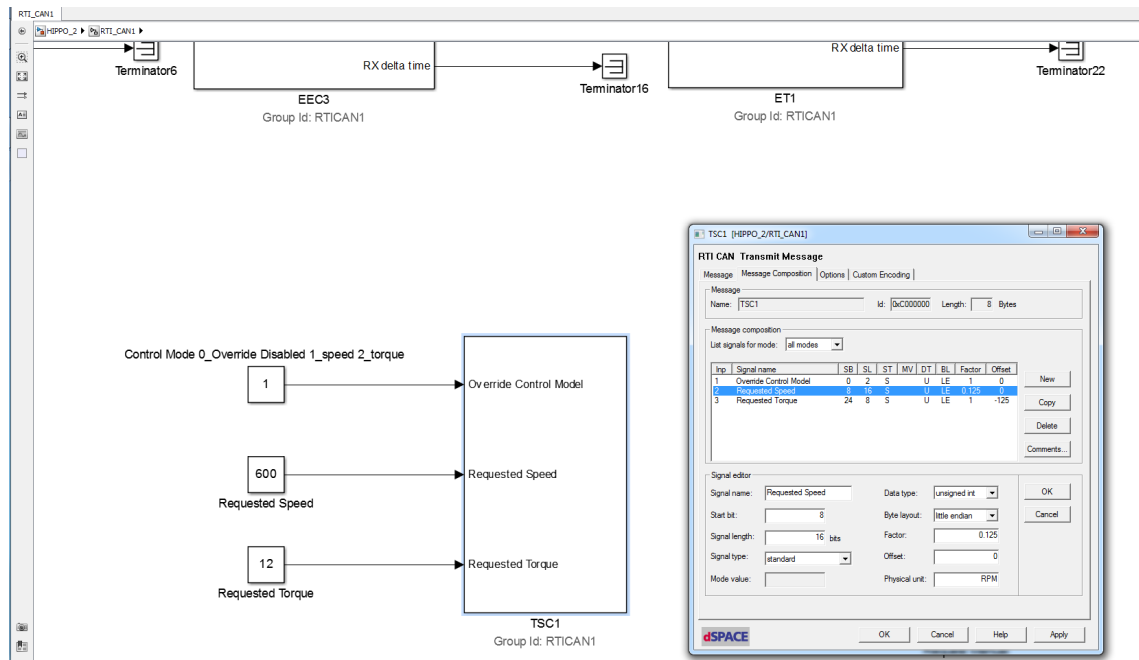 RTI_CAN1
HIPPO_2 RTI_CAN1
RX delta time
RX delta time
Terminator6
Terminator16
Terminator22
EEC3
Group Id: RTICAN1
ET1
Group Id: RTICAN1
Control Mode 0_Override Disabled 1_speed 2_torque
1
Override Control Model
600
Requested Speed
Requested Speed
12
Requested Torque
Requested Torque
TSC1
Group Id: RTICAN1
TSC1 [HIPPO_2/RTI_CAN1]
RTI CAN Transmit Message
Message Message Composition Options Custom Encoding
Message
Name: TSC1 Id: 0xC000000 Length: 8 Bytes
Message composition
List signals for mode: all modes
Inp Signal name SB SL ST MV DT BL Factor Offset
1 Override Control Model 0 2 S U LE 1 0
2 Requested Speed 8 16 S U LE 0.125 0
3 Requested Torque 24 8 S U LE 1 -125
New
Copy
Delete
Comments...
Signal editor
Signal name: Requested Speed Data type: unsigned int OK
Start bit: 8 Byte layout: little endian Cancel
Signal length: 16 bits Factor: 0.125
Signal type: standard Offset: 0
Mode value: Physical unit: RPM
dSPACE OK Cancel Help Apply